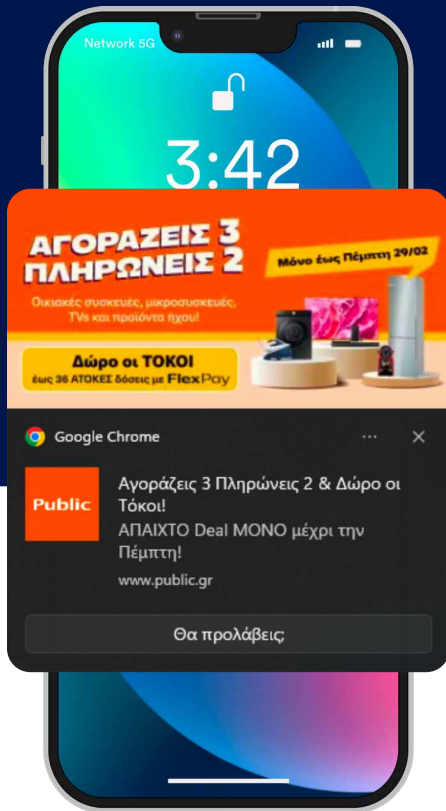 Network 5G
3:42
ΑΓΟΡΑΖΕΙΣ 3
ΠΛΗΡΩΝΕΙΣ 2
Μόνο έως Πέμπτη 29/02
Οικιακές συσκευές, μικροσυσκευές,
TVs και προϊόντα ήχου!
Δώρο οι ΤΟΚΟΙ
έως 36 ΑΤΟΚΕΣ δόσεις με FlexPay
Google Chrome
Public
Αγοράζεις 3 Πληρώνεις 2 & Δώρο οι
Τόκοι!
ΑΠΑΙΧΤΟ Deal ΜΟΝΟ μέχρι την
Πέμπτη!
www.public.gr
Θα προλάβεις;